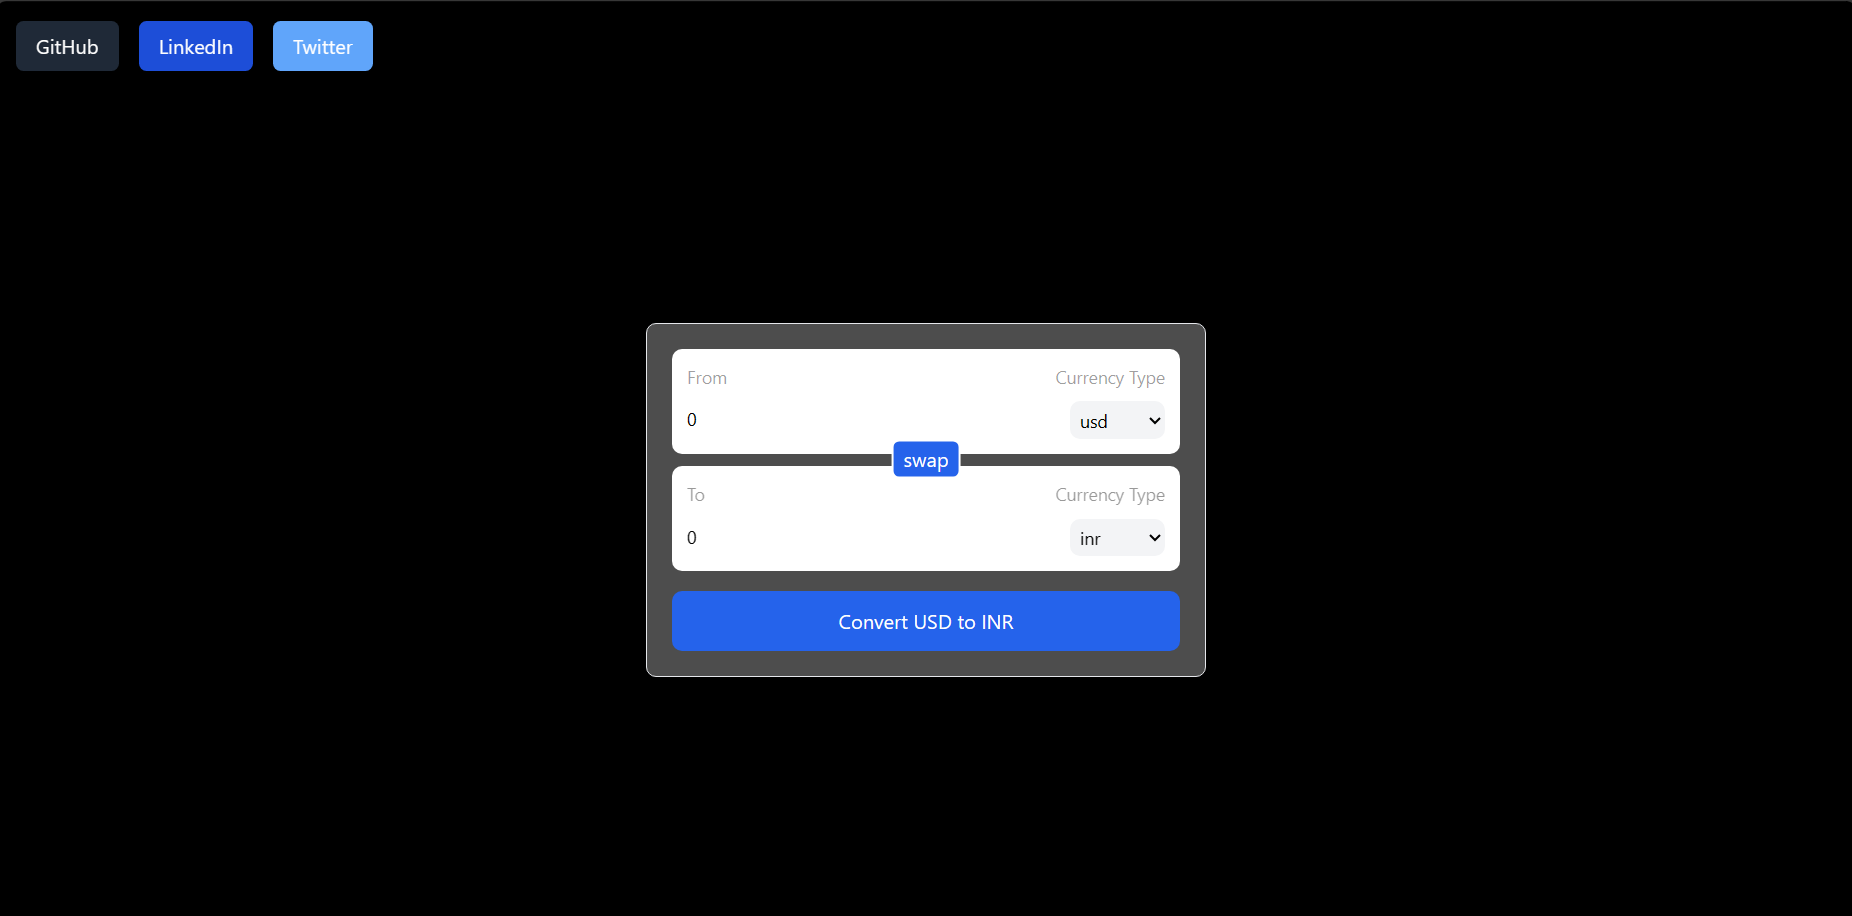 GitHub LinkedIn Twitter
From Currency Type
0 usd
swap
To Currency Type
0 inr
Convert USD to INR